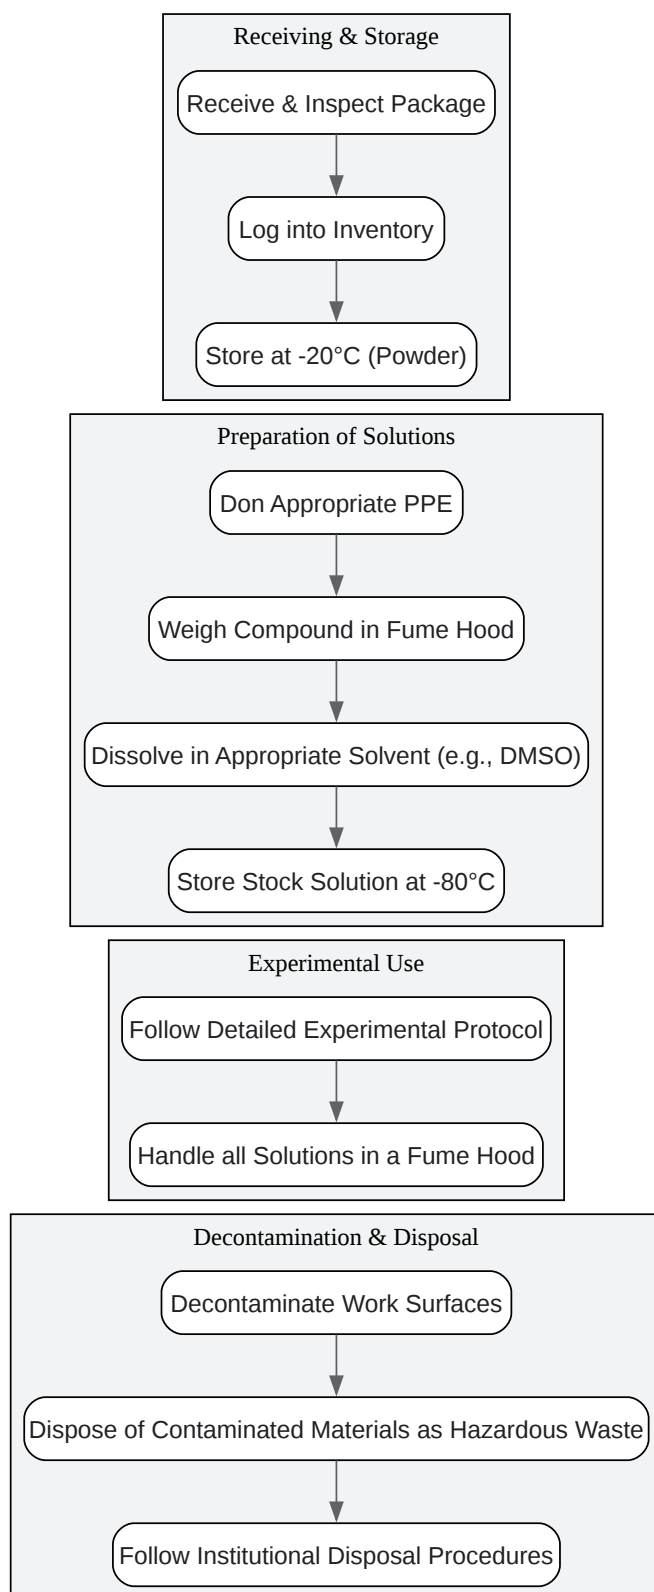 Receiving & Storage
Receive & Inspect Package
Log into Inventory
Store at -20°C (Powder)
Preparation of Solutions
Don Appropriate PPE
Weigh Compound in Fume Hood
Dissolve in Appropriate Solvent (e.g., DMSO)
Store Stock Solution at -80°C
Experimental Use
Follow Detailed Experimental Protocol
Handle all Solutions in a Fume Hood
Decontamination & Disposal
Decontaminate Work Surfaces
Dispose of Contaminated Materials as Hazardous Waste
Follow Institutional Disposal Procedures